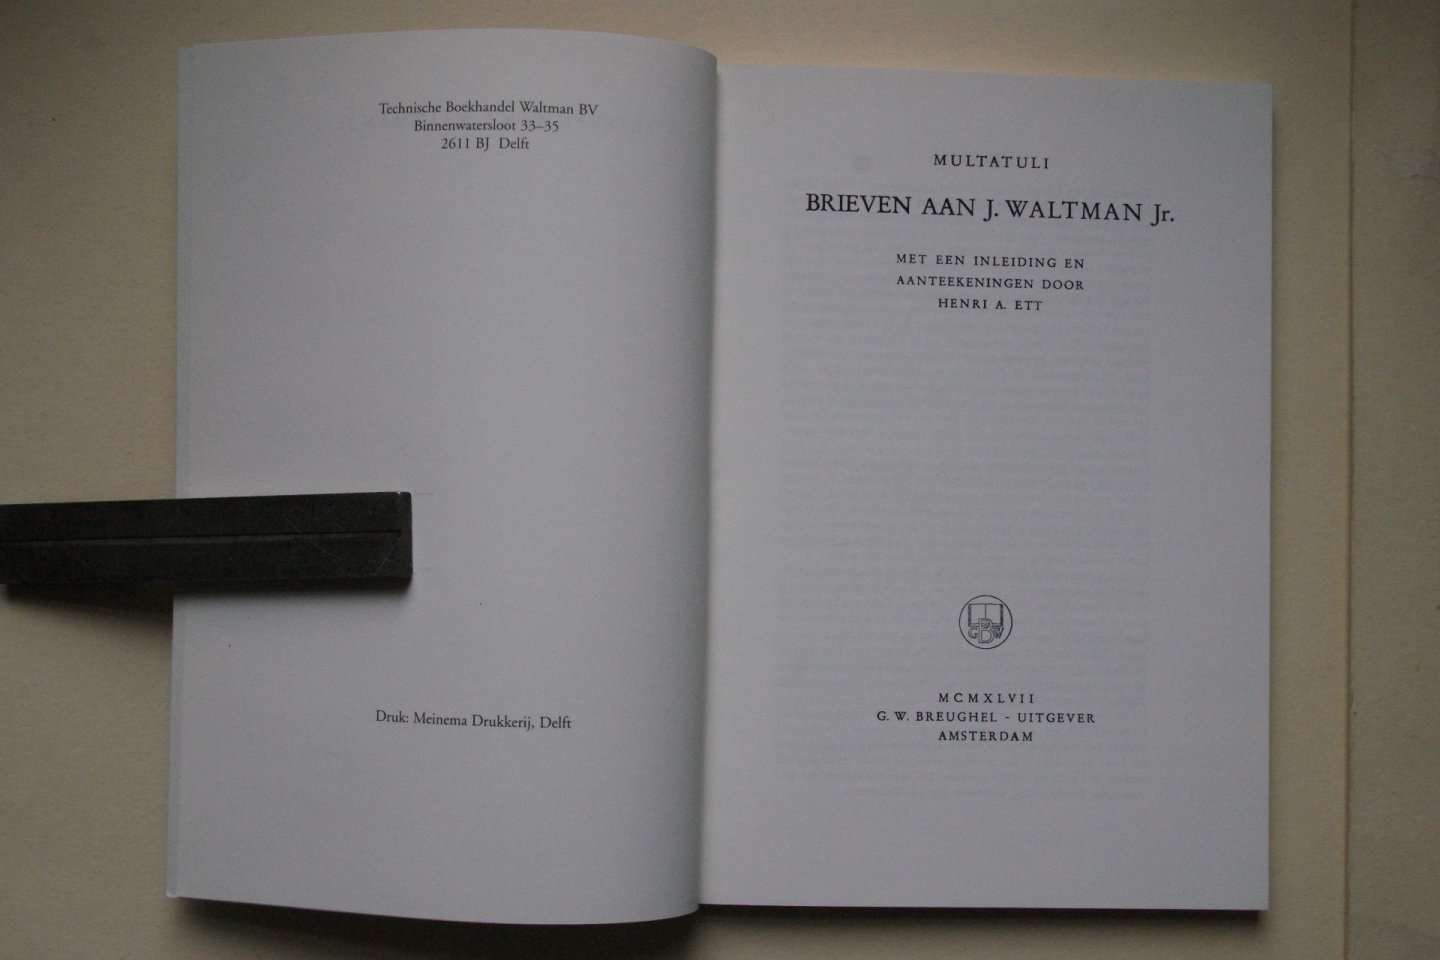 Technische Boekhandel Waltman BV
Binnenwatersloot 33–35
2611 BJ Delft
Druk: Meinema Drukkerij, Delft
MULTATULI
BRIEVEN AAN J. WALTMAN Jr.
MET EEN INLEIDING EN
AANTEEKENINGEN DOOR
HENRI A. ETT
GBW
MCMXLVII
G. W. BREUGHEL - UITGEVER
AMSTERDAM